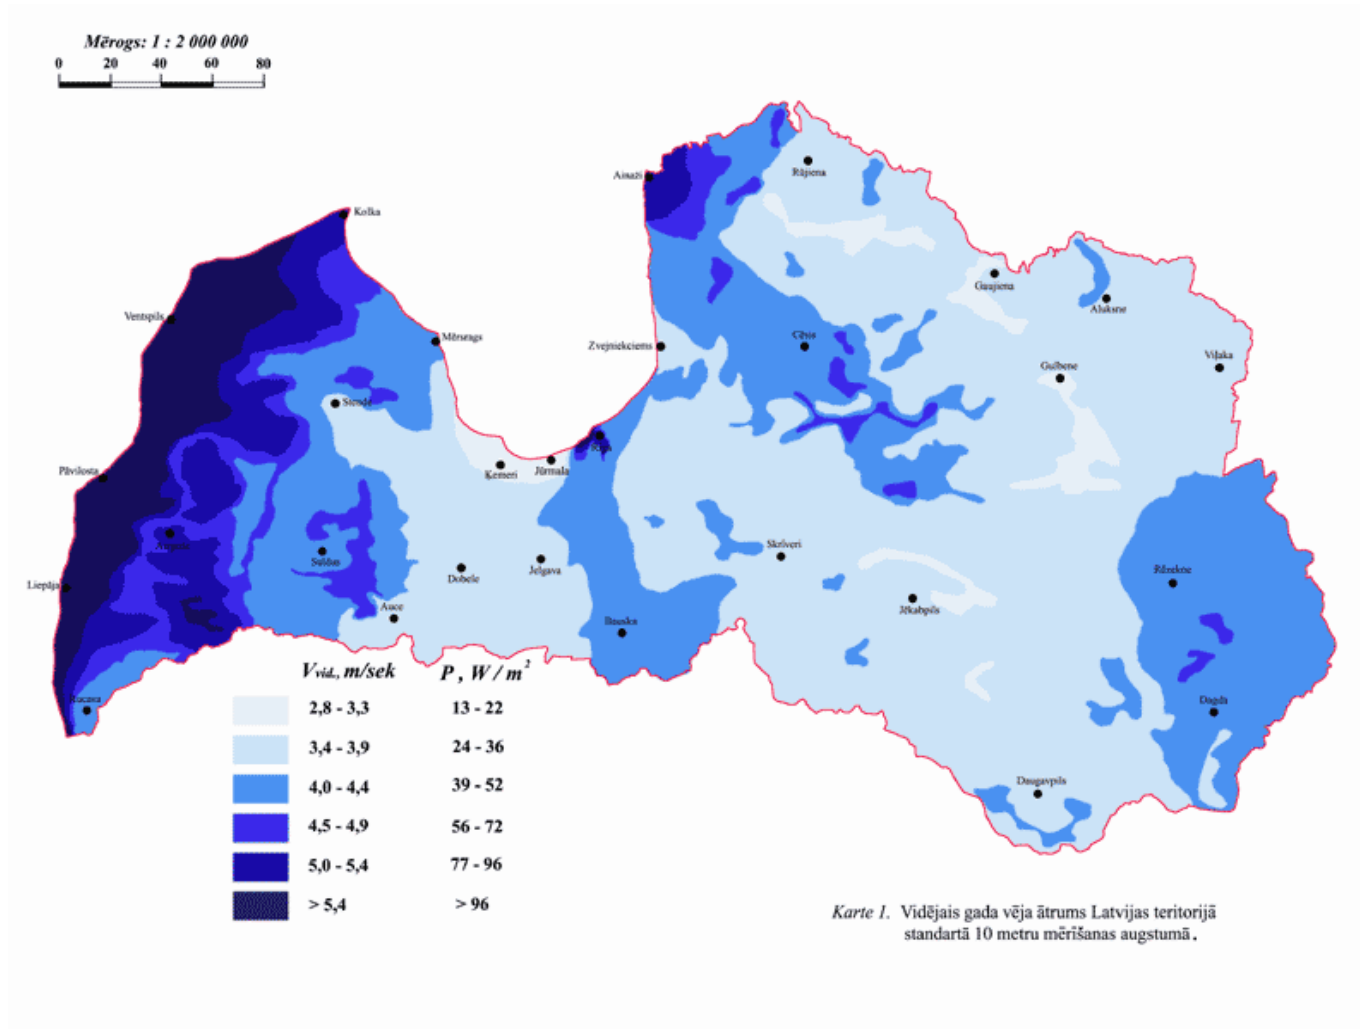 Mērogs: 1 : 2 000 000
0 20 40 60 80
Ainaži
Rūjiena
Kolka
Gaujiena
Alūksne
Ventspils
Mērsrags
Zvejniekciems
Cēsis
Gulbene
Viļaka
Stende
Rīga
Pāvilosta
Ķemeri
Jūrmala
Skrīveri
Saldus
Dobele
Jelgava
Rēzekne
Liepāja
Auce
Jēkabpils
Bauska
Rucava
Dagda
Daugavpils
Vvid., m/sek P , W / m²
2,8 - 3,3 13 - 22
3,4 - 3,9 24 - 36
4,0 - 4,4 39 - 52
4,5 - 4,9 56 - 72
5,0 - 5,4 77 - 96
> 5,4 > 96
Karte 1. Vidējais gada vēja ātrums Latvijas teritorijā
standartā 10 metru mērīšanas augstumā .